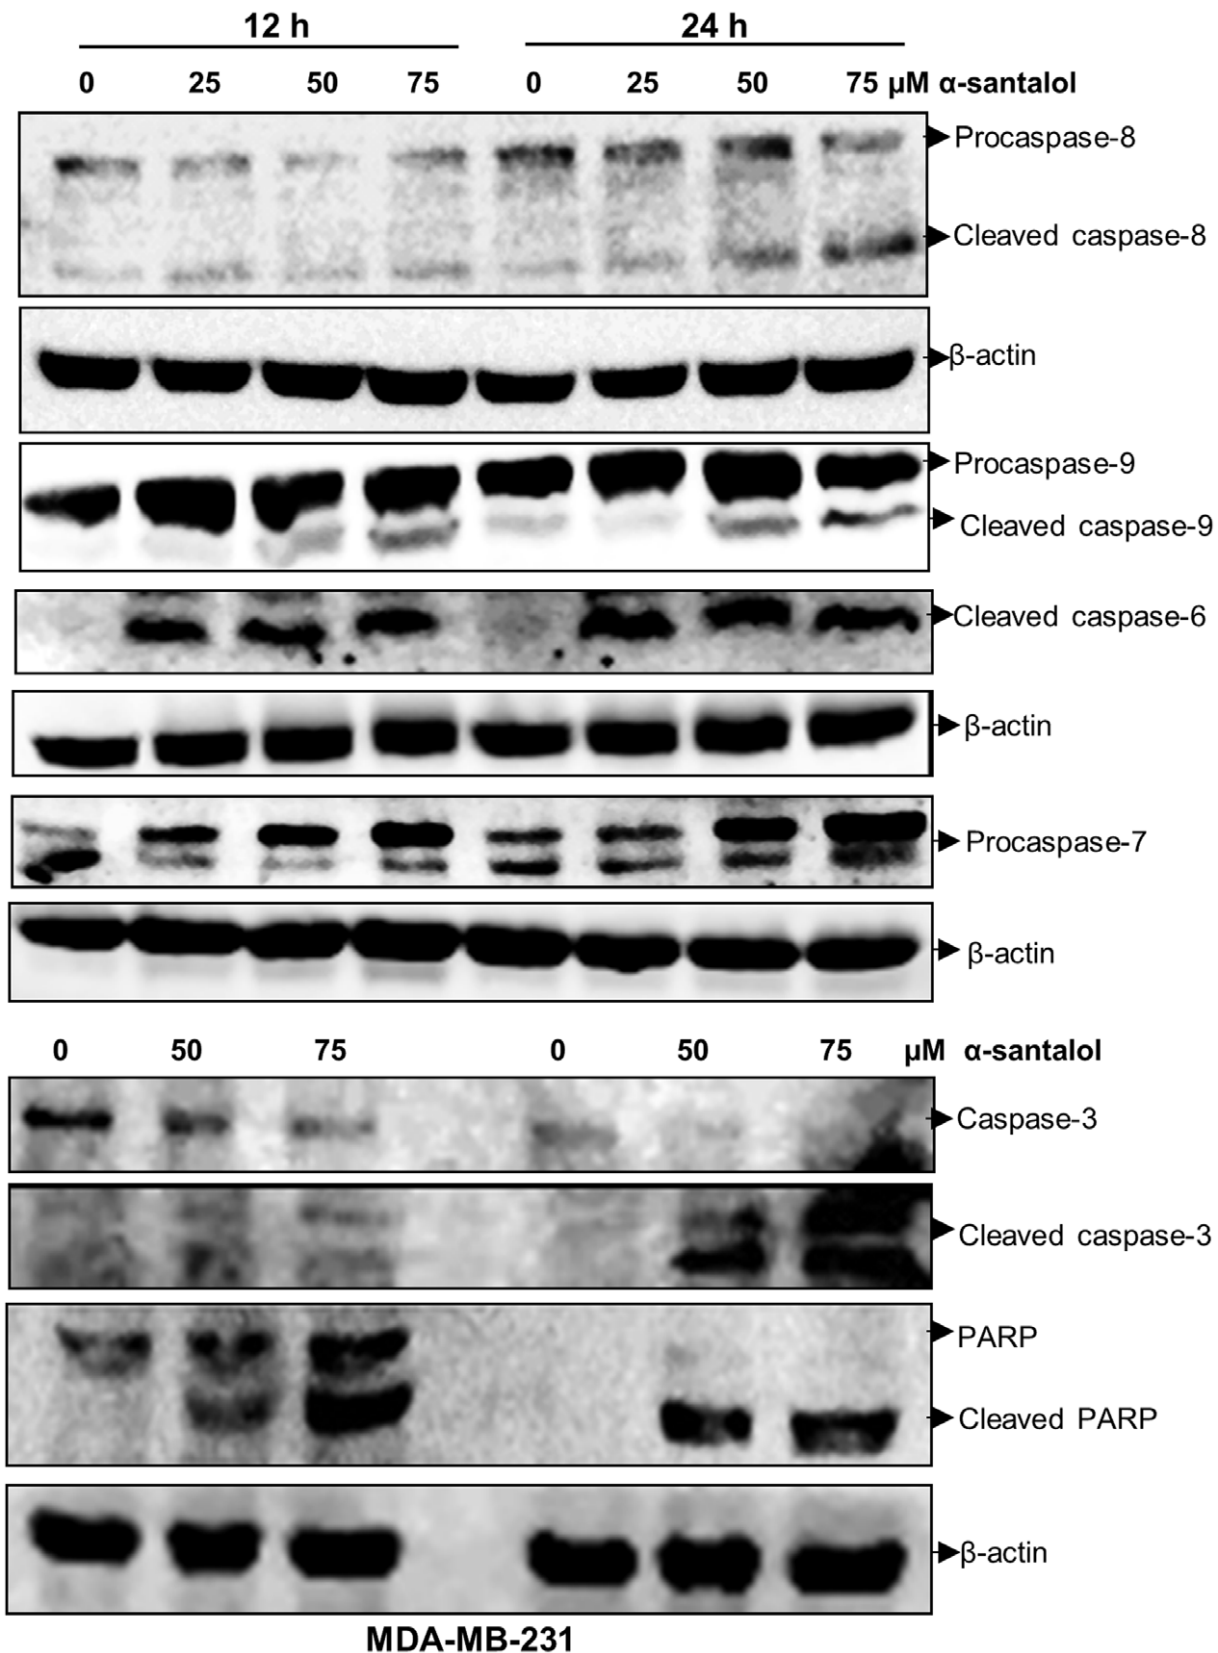 12 h 24 h
0 25 50 75 0 25 50 75 µM α-santalol
Procaspase-8
Cleaved caspase-8
β-actin
Procaspase-9
Cleaved caspase-9
Cleaved caspase-6
β-actin
Procaspase-7
β-actin
0 50 75 0 50 75 µM α-santalol
Caspase-3
Cleaved caspase-3
PARP
Cleaved PARP
β-actin
MDA-MB-231